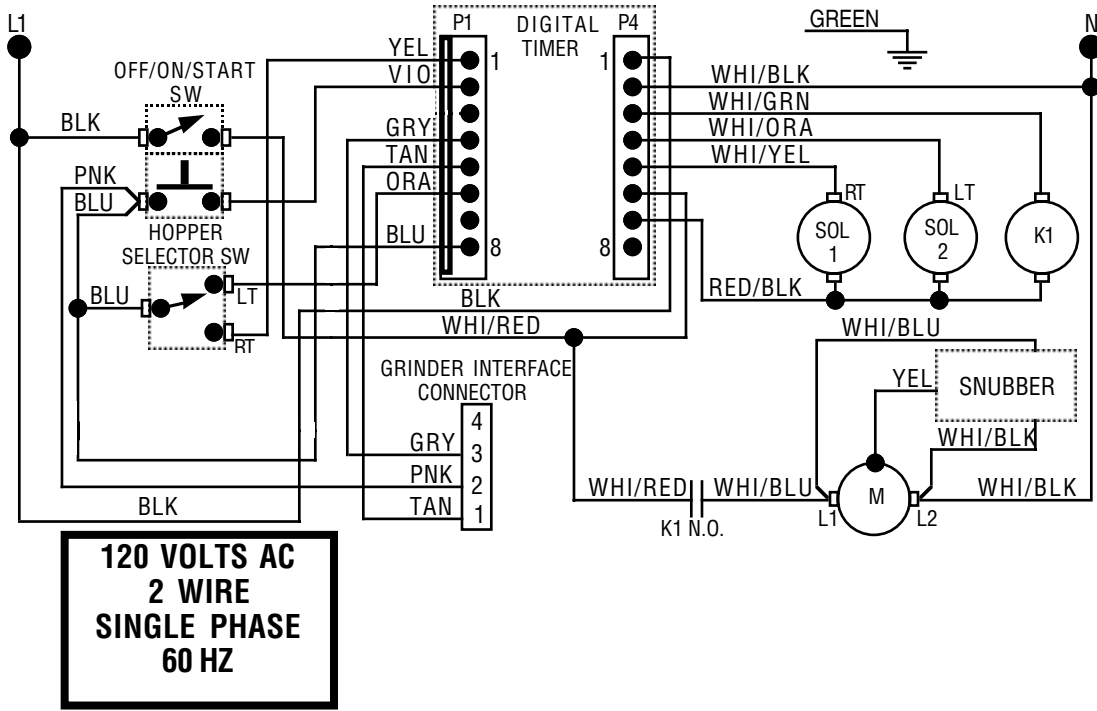 L1
P1
DIGITAL
TIMER
P4
GREEN
N
YEL
1
1
OFF/ON/START
SW
VIO
WHI/BLK
WHI/GRN
BLK
GRY
WHI/ORA
TAN
WHI/YEL
PNK
ORA
BLU
RT
LT
HOPPER
SELECTOR SW
BLU
8
8
SOL
1
SOL
2
K1
BLU
LT
BLK
RED/BLK
RT
WHI/RED
WHI/BLU
GRINDER INTERFACE
CONNECTOR
YEL
SNUBBER
4
GRY
3
WHI/BLK
PNK
2
WHI/RED
WHI/BLU
M
WHI/BLK
BLK
TAN
1
K1 N.O.
L1
L2
120 VOLTS AC
2 WIRE
SINGLE PHASE
60 HZ